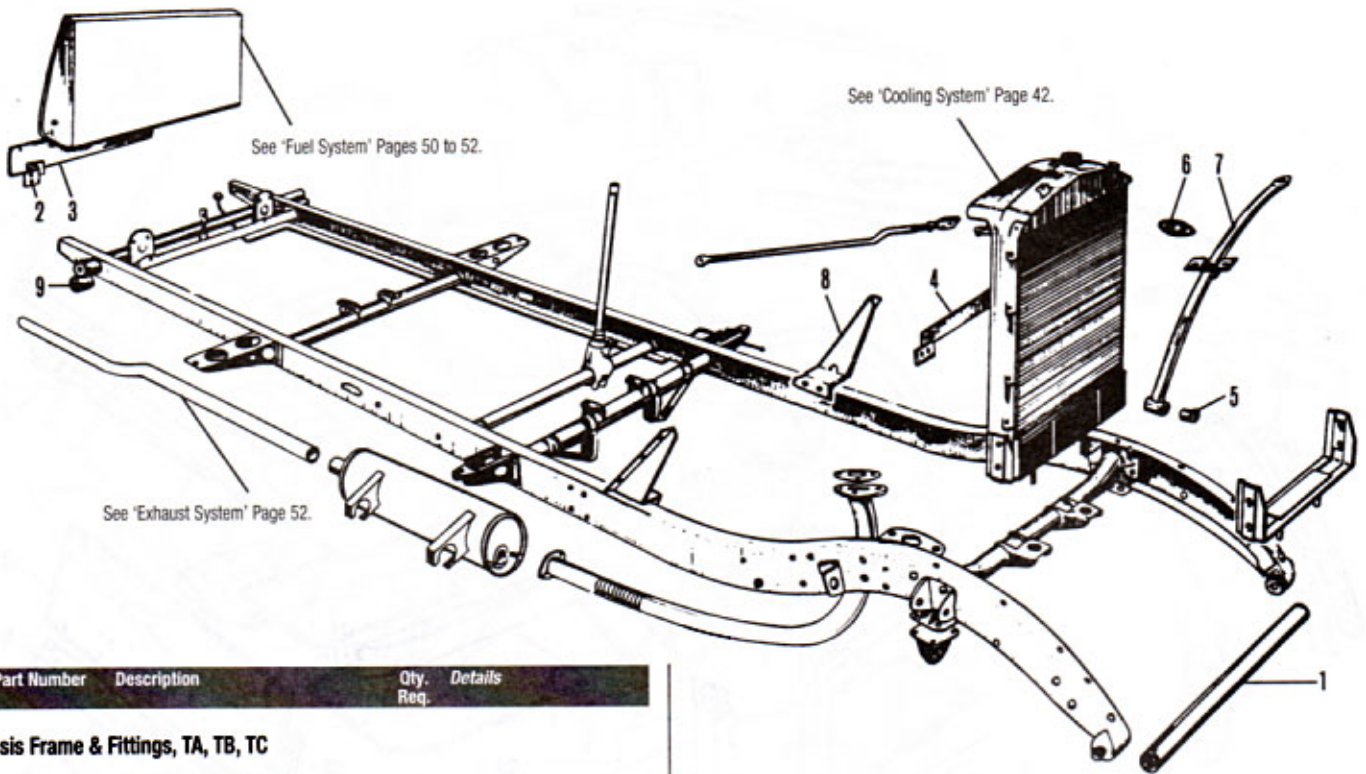 See 'Cooling System' Page 42.
6 7
See 'Fuel System' Pages 50 to 52.
2 3
8
4
9
5
See 'Exhaust System' Page 52.
1
Part Number Description Qty. Req. Details
sis Frame & Fittings, TA, TB, TC